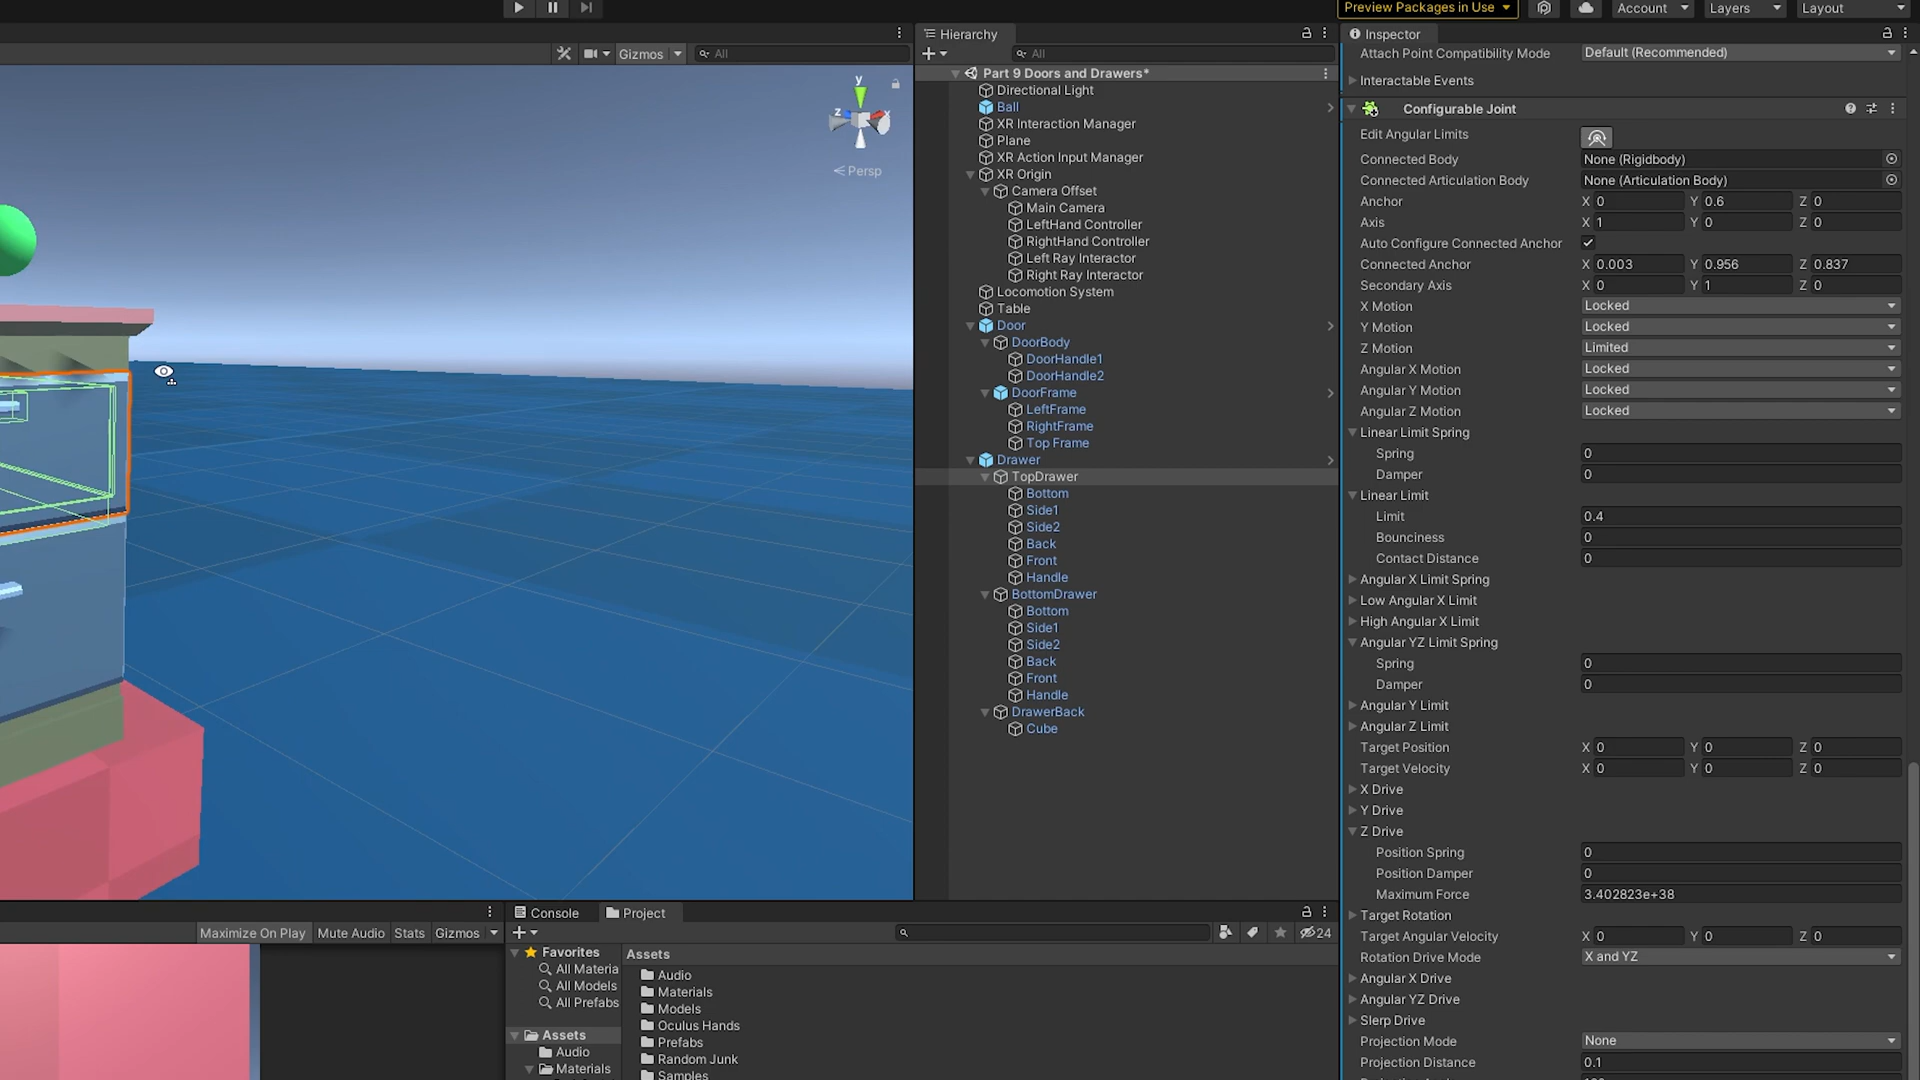 Preview Packages in Use
Account
Layers
Layout
Gizmos
All
y
z
x
Persp
Hierarchy
All
Part 9 Doors and Drawers*
Directional Light
Ball
XR Interaction Manager
Plane
XR Action Input Manager
XR Origin
Camera Offset
Main Camera
LeftHand Controller
RightHand Controller
Left Ray Interactor
Right Ray Interactor
Locomotion System
Table
Door
DoorBody
DoorHandle1
DoorHandle2
DoorFrame
LeftFrame
RightFrame
Top Frame
Drawer
TopDrawer
Bottom
Side1
Side2
Back
Front
Handle
BottomDrawer
Bottom
Side1
Side2
Back
Front
Handle
DrawerBack
Cube
Inspector
Attach Point Compatibility Mode Default (Recommended)
Interactable Events
Configurable Joint
Edit Angular Limits
Connected Body None (Rigidbody)
Connected Articulation Body None (Articulation Body)
Anchor X 0 Y 0.6 Z 0
Axis X 1 Y 0 Z 0
Auto Configure Connected Anchor
Connected Anchor X 0.003 Y 0.956 Z 0.837
Secondary Axis X 0 Y 1 Z 0
X Motion Locked
Y Motion Locked
Z Motion Limited
Angular X Motion Locked
Angular Y Motion Locked
Angular Z Motion Locked
Linear Limit Spring
Spring 0
Damper 0
Linear Limit
Limit 0.4
Bounciness 0
Contact Distance 0
Angular X Limit Spring
Low Angular X Limit
High Angular X Limit
Angular YZ Limit Spring
Spring 0
Damper 0
Angular Y Limit
Angular Z Limit
Target Position X 0 Y 0 Z 0
Target Velocity X 0 Y 0 Z 0
X Drive
Y Drive
Z Drive
Position Spring 0
Position Damper 0
Maximum Force 3.402823e+38
Target Rotation
Target Angular Velocity X 0 Y 0 Z 0
Rotation Drive Mode X and YZ
Angular X Drive
Angular YZ Drive
Slerp Drive
Projection Mode None
Projection Distance 0.1
Maximize On Play Mute Audio Stats Gizmos
Console Project
24
Favorites
All Materia
All Models
All Prefabs
Assets
Audio
Materials
Assets
Audio
Materials
Models
Oculus Hands
Prefabs
Random Junk
Samples